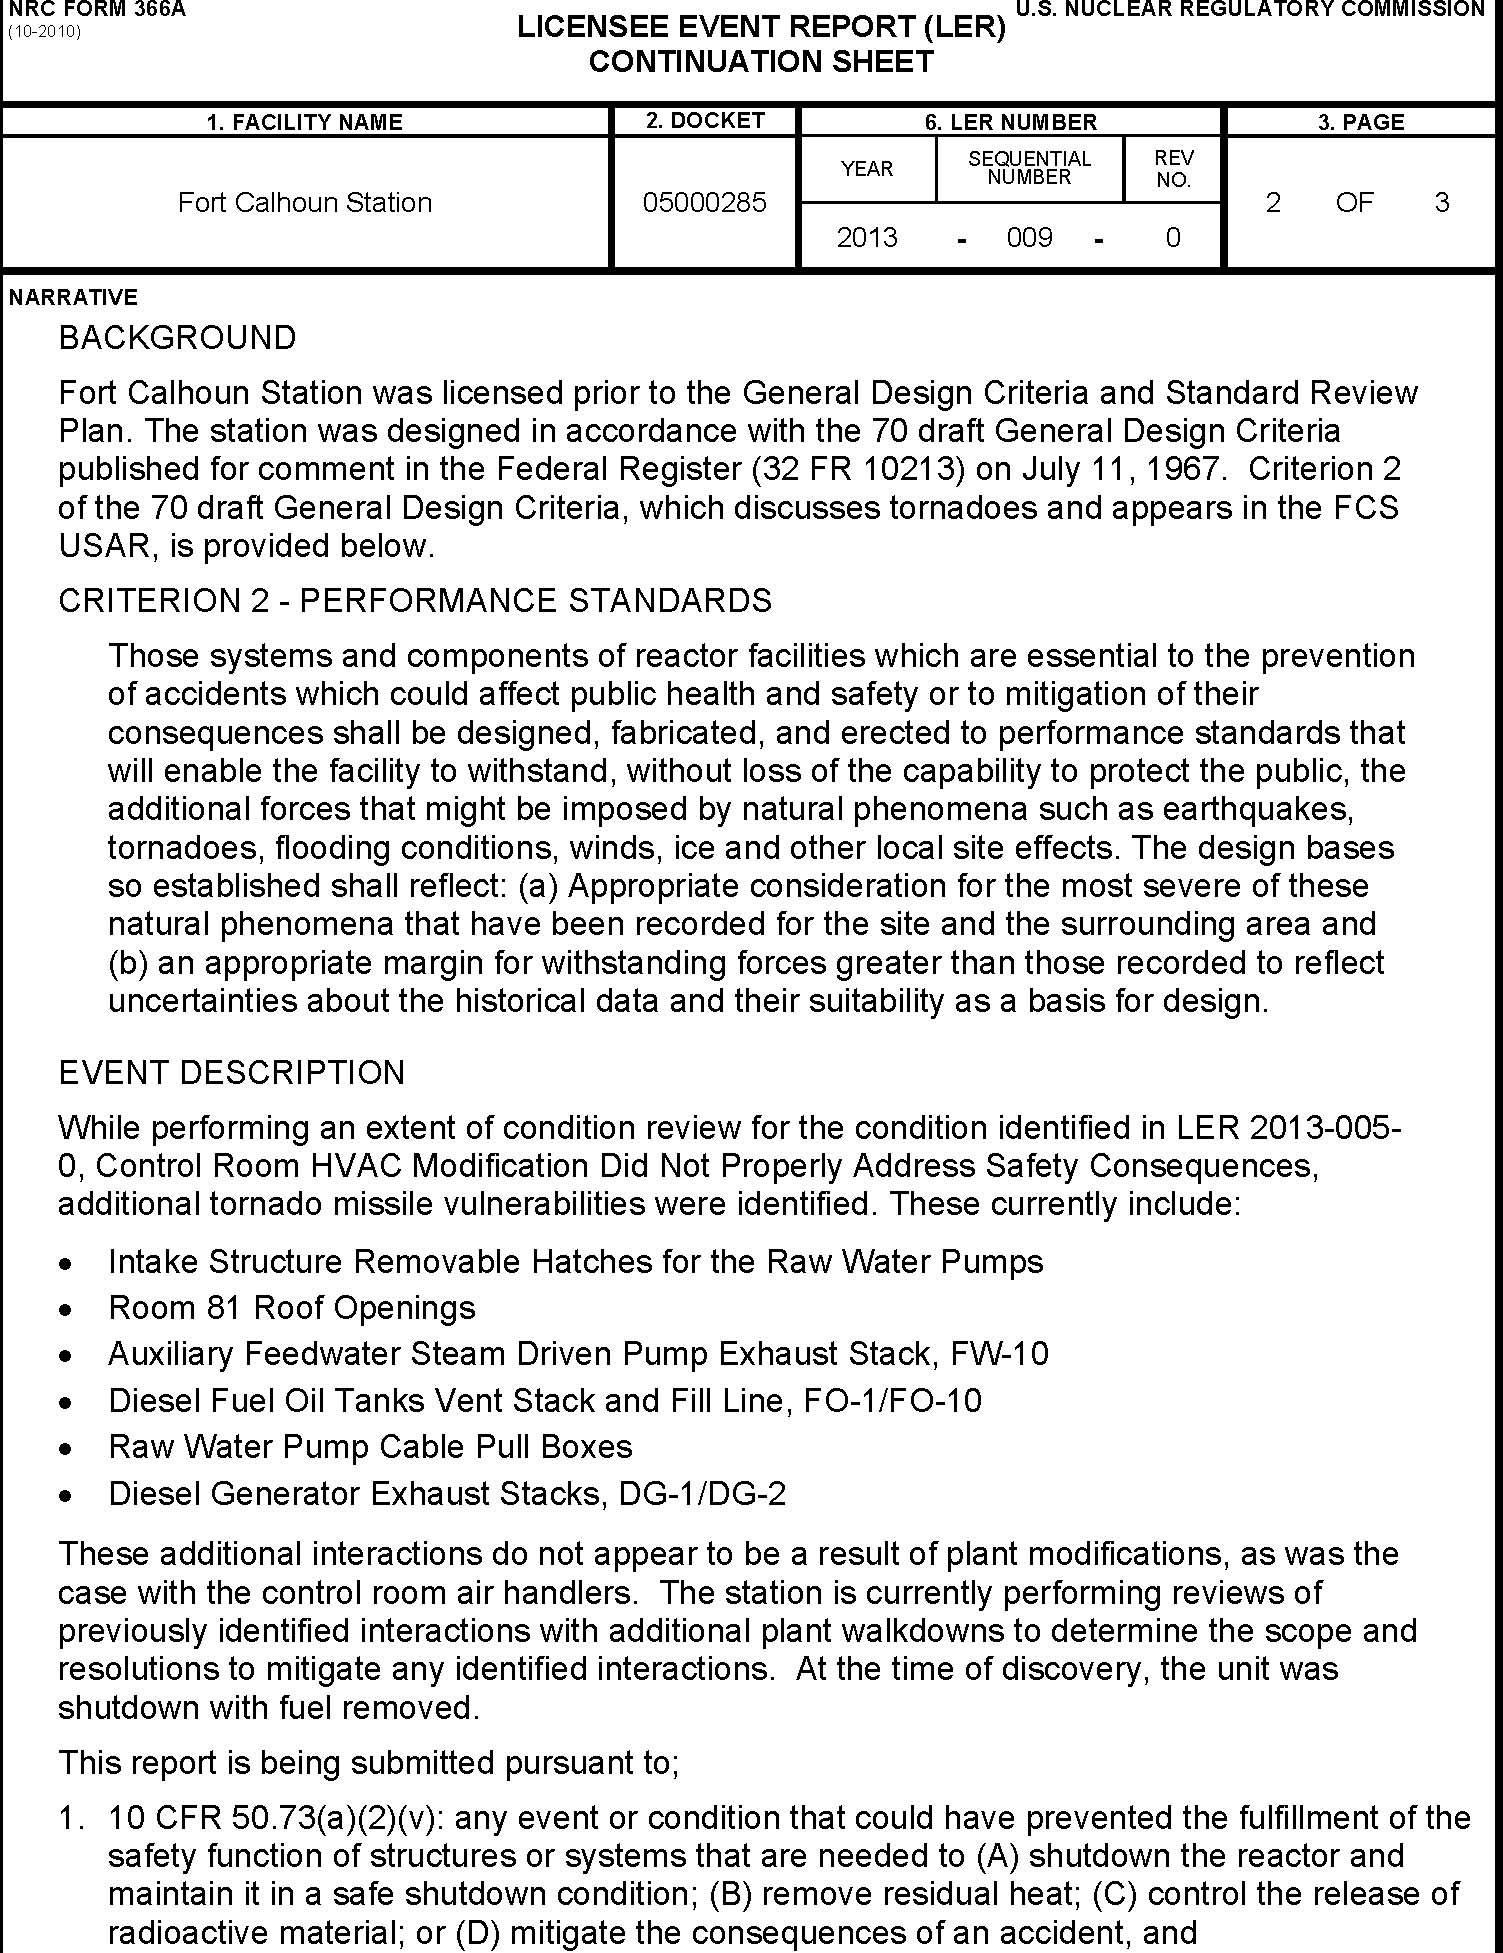 NRC FORM 366A
(10-2010)
U.S. NUCLEAR REGULATORY COMMISSION
LICENSEE EVENT REPORT (LER)
CONTINUATION SHEET
1. FACILITY NAME
2. DOCKET
6. LER NUMBER
3. PAGE
Fort Calhoun Station
05000285
YEAR
SEQUENTIAL
NUMBER
REV
NO.
2013 - 009 - 0
2 OF 3
NARRATIVE
BACKGROUND
Fort Calhoun Station was licensed prior to the General Design Criteria and Standard Review
Plan. The station was designed in accordance with the 70 draft General Design Criteria
published for comment in the Federal Register (32 FR 10213) on July 11, 1967. Criterion 2
of the 70 draft General Design Criteria, which discusses tornadoes and appears in the FCS
USAR, is provided below.
CRITERION 2 - PERFORMANCE STANDARDS
Those systems and components of reactor facilities which are essential to the prevention
of accidents which could affect public health and safety or to mitigation of their
consequences shall be designed, fabricated, and erected to performance standards that
will enable the facility to withstand, without loss of the capability to protect the public, the
additional forces that might be imposed by natural phenomena such as earthquakes,
tornadoes, flooding conditions, winds, ice and other local site effects. The design bases
so established shall reflect: (a) Appropriate consideration for the most severe of these
natural phenomena that have been recorded for the site and the surrounding area and
(b) an appropriate margin for withstanding forces greater than those recorded to reflect
uncertainties about the historical data and their suitability as a basis for design.
EVENT DESCRIPTION
While performing an extent of condition review for the condition identified in LER 2013-005-
0, Control Room HVAC Modification Did Not Properly Address Safety Consequences,
additional tornado missile vulnerabilities were identified. These currently include:
• Intake Structure Removable Hatches for the Raw Water Pumps
• Room 81 Roof Openings
• Auxiliary Feedwater Steam Driven Pump Exhaust Stack, FW-10
• Diesel Fuel Oil Tanks Vent Stack and Fill Line, FO-1/FO-10
• Raw Water Pump Cable Pull Boxes
• Diesel Generator Exhaust Stacks, DG-1/DG-2
These additional interactions do not appear to be a result of plant modifications, as was the
case with the control room air handlers. The station is currently performing reviews of
previously identified interactions with additional plant walkdowns to determine the scope and
resolutions to mitigate any identified interactions. At the time of discovery, the unit was
shutdown with fuel removed.
This report is being submitted pursuant to;
1. 10 CFR 50.73(a)(2)(v): any event or condition that could have prevented the fulfillment of the
safety function of structures or systems that are needed to (A) shutdown the reactor and
maintain it in a safe shutdown condition; (B) remove residual heat; (C) control the release of
radioactive material; or (D) mitigate the consequences of an accident, and